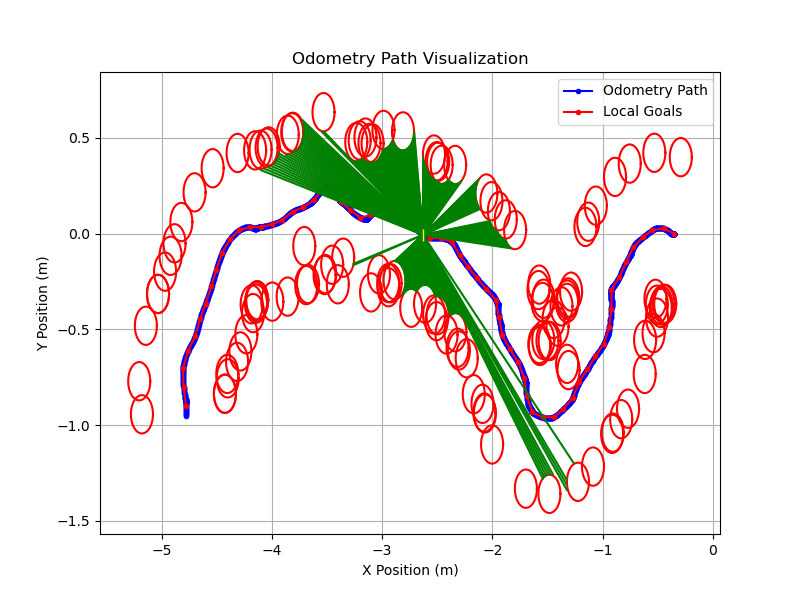 Odometry Path Visualization
Odometry Path
Local Goals
Y Position (m)
0.5
0.0
−0.5
−1.0
−1.5
−5
−4
−3
−2
−1
0
X Position (m)